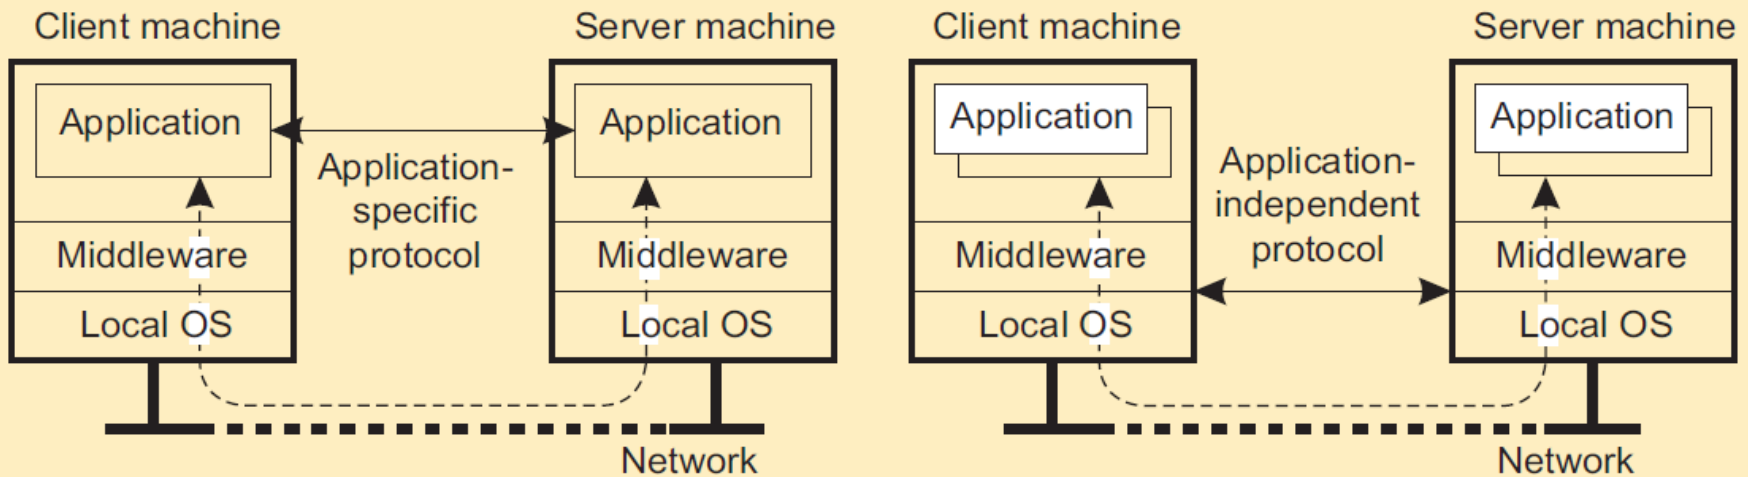 Client machine
Server machine
Application
Application
Application-
specific
protocol
Middleware
Middleware
Local OS
Local OS
Network
Client machine
Server machine
Application
Application
Application-
independent
protocol
Middleware
Middleware
Local OS
Local OS
Network